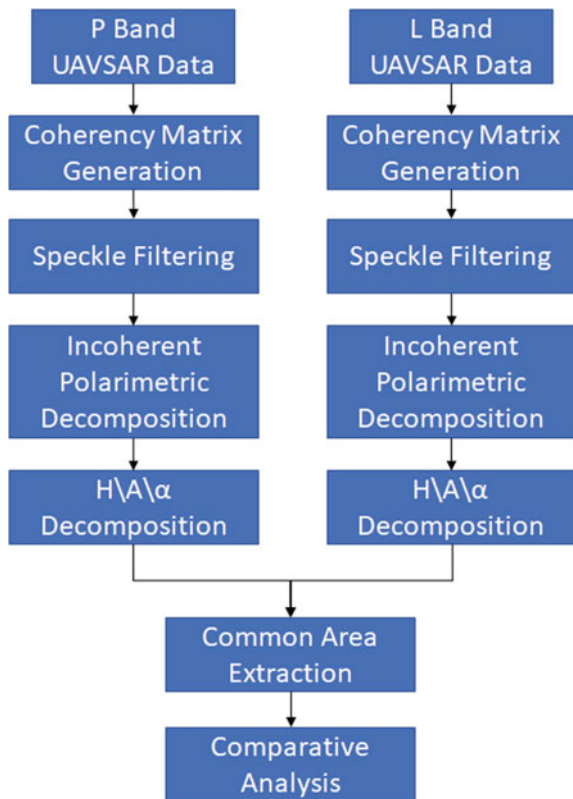 P Band
UAVSAR Data
L Band
UAVSAR Data
Coherency Matrix
Generation
Coherency Matrix
Generation
Speckle Filtering
Speckle Filtering
Incoherent
Polarimetric
Decomposition
Incoherent
Polarimetric
Decomposition
H\A\α
Decomposition
H\A\α
Decomposition
Common Area
Extraction
Comparative
Analysis